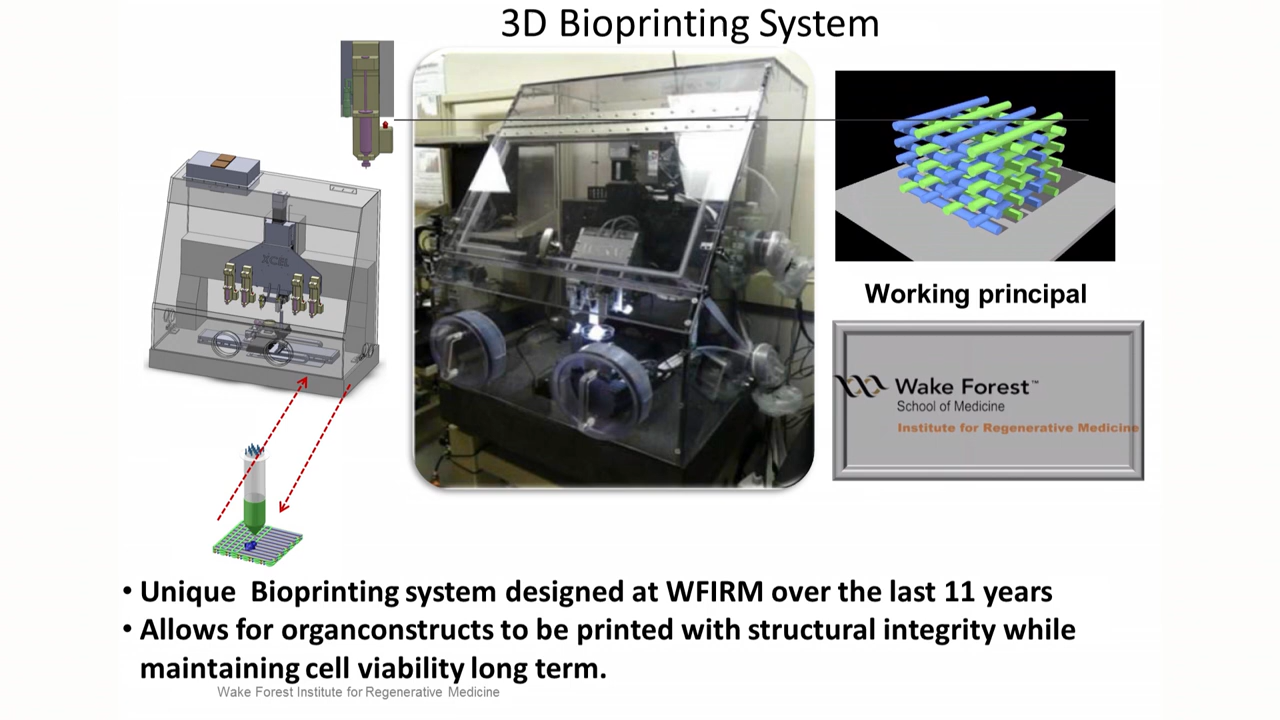 3D Bioprinting System
XCEL
Working principal
Wake Forest™
School of Medicine
Institute for Regenerative Medicine
• Unique Bioprinting system designed at WFIRM over the last 11 years
• Allows for organconstructs to be printed with structural integrity while
maintaining cell viability long term.
Wake Forest Institute for Regenerative Medicine